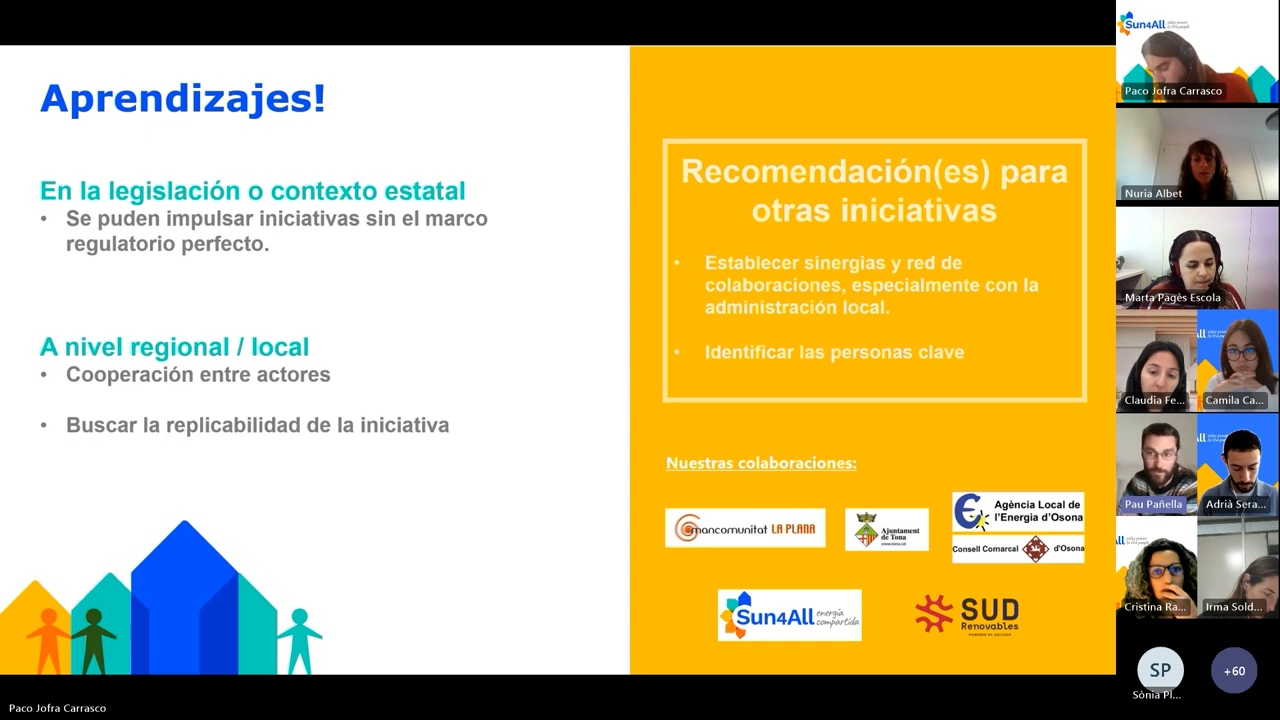 Aprendizajes!
En la legislación o contexto estatal
• Se puden impulsar iniciativas sin el marco
regulatorio perfecto.
A nivel regional / local
• Cooperación entre actores
• Buscar la replicabilidad de la iniciativa
Recomendación(es) para
otras iniciativas
• Establecer sinergias y red de
colaboraciones, especialmente con la
administración local.
• Identificar las personas clave
Nuestras colaboraciones:
mancomunitat LA PLANA
Ajuntament
de Tona
www.tona.cat
Agència Local de
l'Energia d'Osona
Consell Comarcal d'Osona
Sun4All energía
compartida
SUD
Renovables
Paco Jofra Carrasco
Sun4All
Paco Jofra Carrasco
Nuria Albet
Marta Pagès Escola
Claudia Fe...
Camila Ca...
Pau Pañella
Adrià Sera...
Cristina Ra...
Irma Sold...
SP
Sònia Pl...
+60